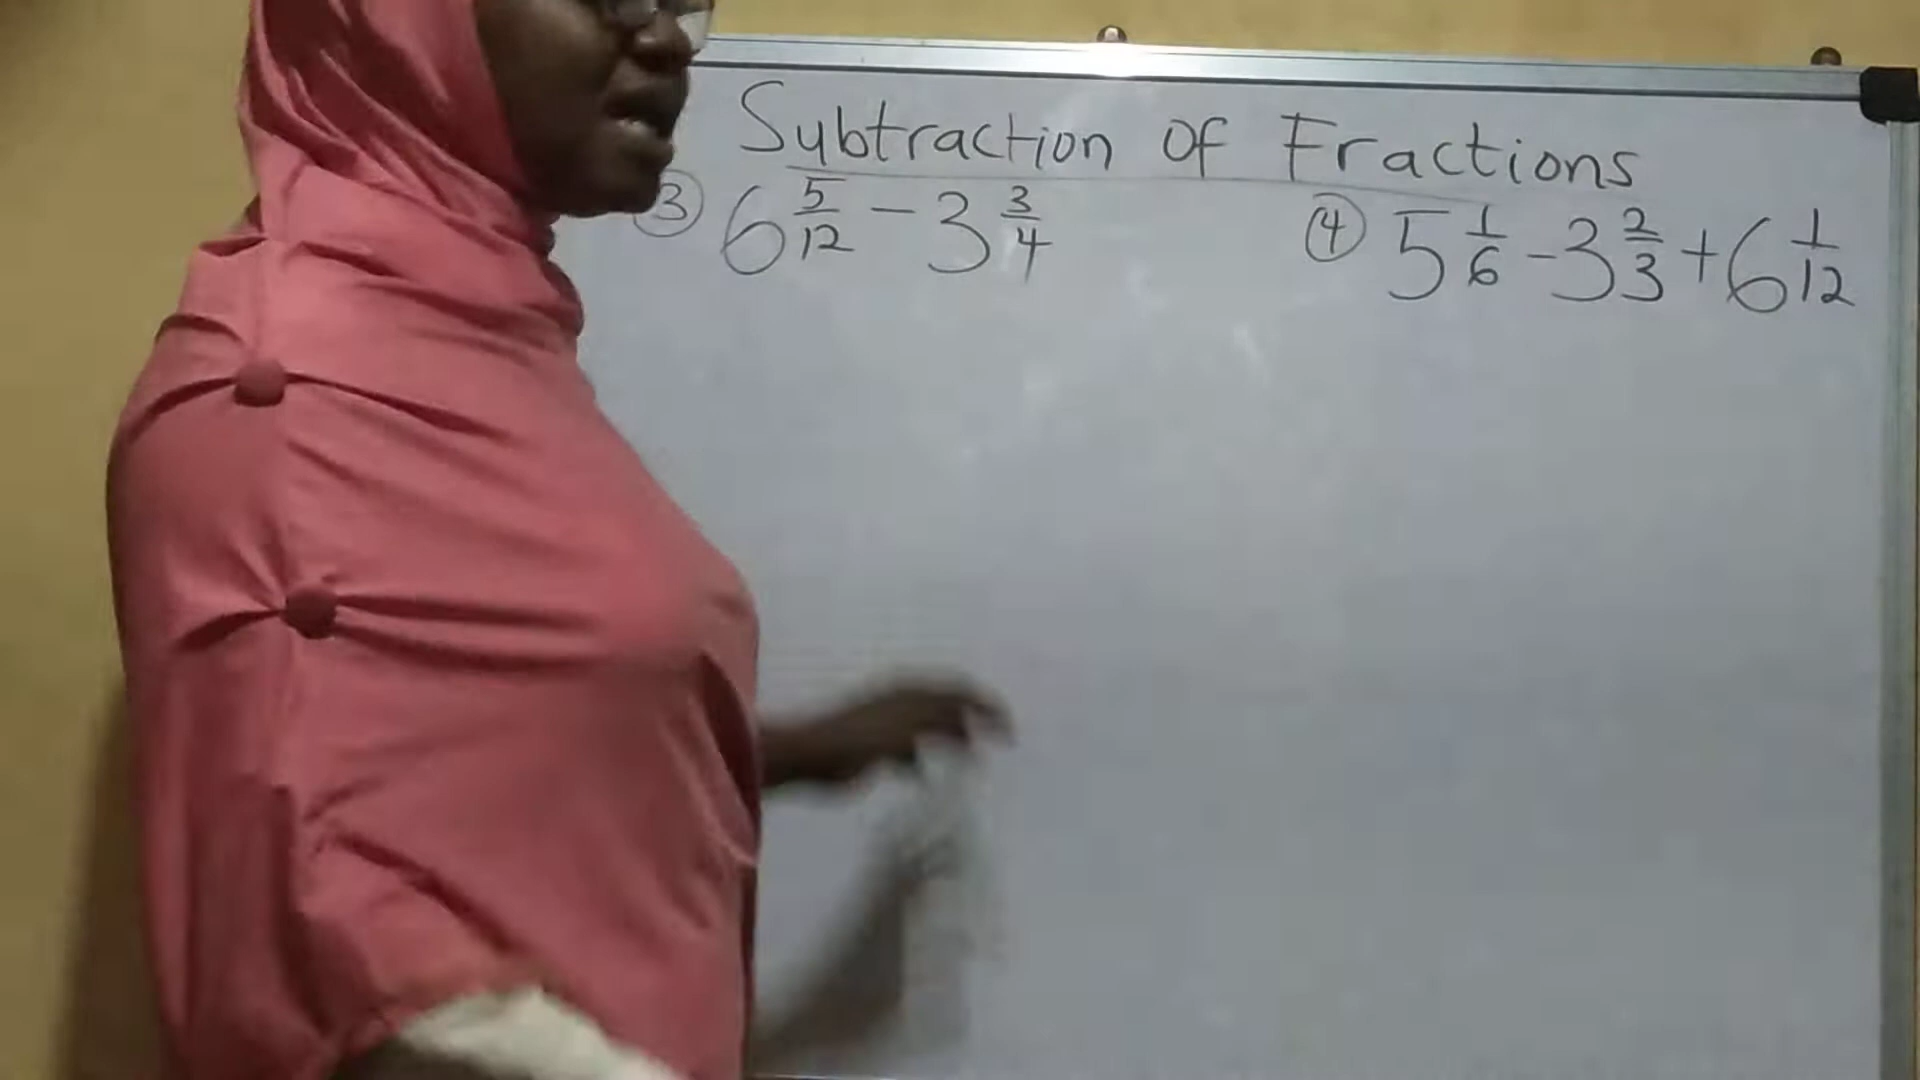 Subtraction of Fractions
③ 6 5/12 - 3 3/4
④ 5 1/6 - 3 2/3 + 6 1/12